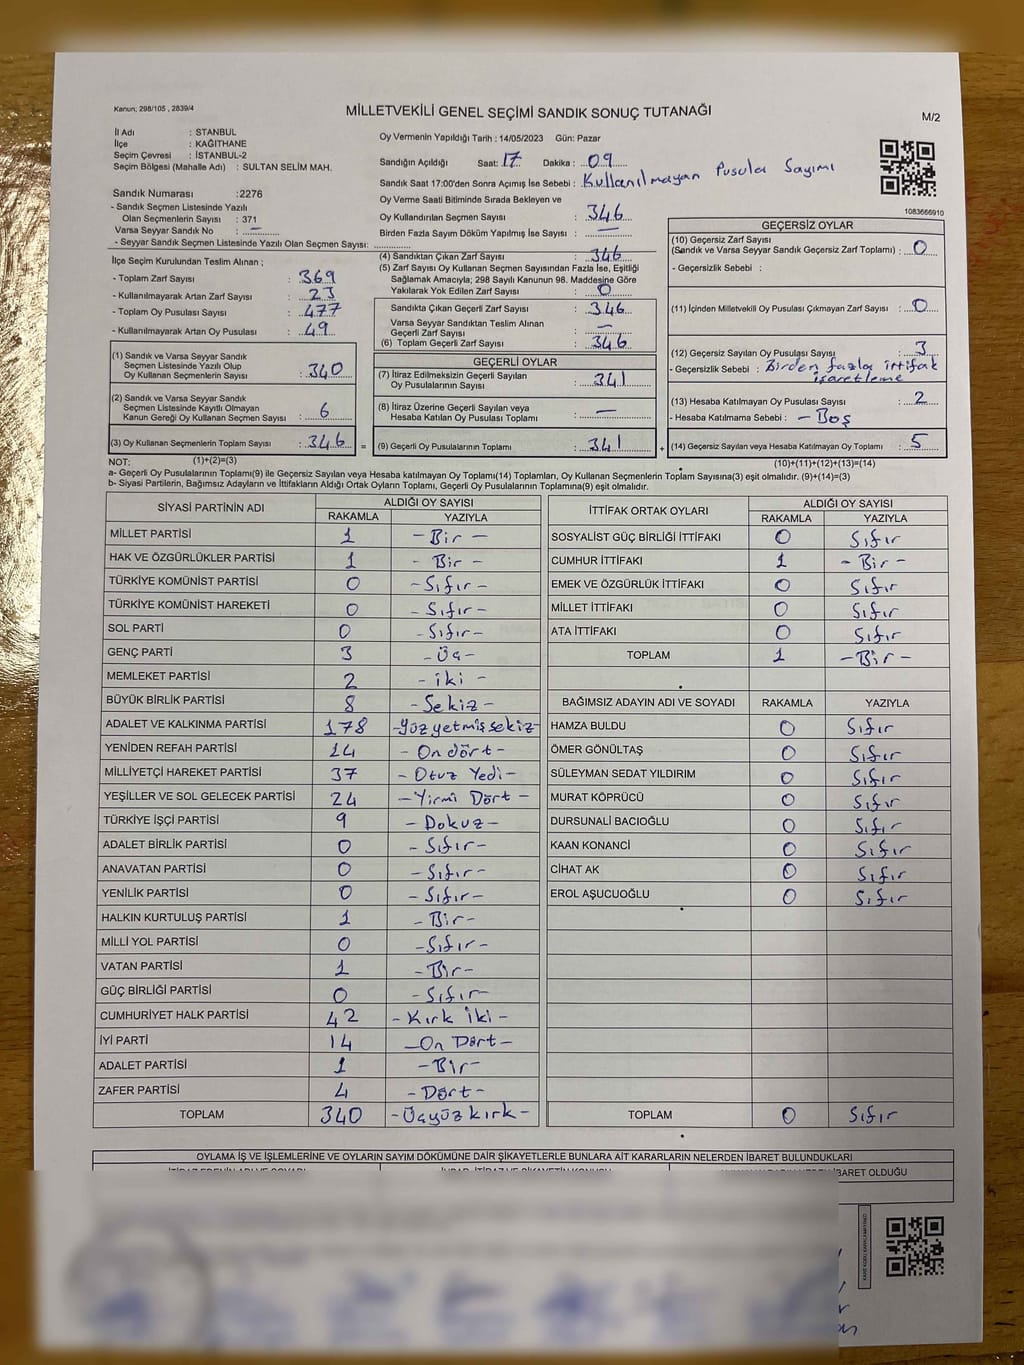 Kanun; 298/105 , 2839/4
MİLLETVEKİLİ GENEL SEÇİMİ SANDIK SONUÇ TUTANAĞI
M/2
İl Adı : STANBUL
İlçe : KAĞITHANE
Seçim Çevresi : İSTANBUL-2
Seçim Bölgesi (Mahalle Adı) : SULTAN SELİM MAH.
Sandık Numarası :2276
- Sandık Seçmen Listesinde Yazılı
Olan Seçmenlerin Sayısı : 371
Varsa Seyyar Sandık No : —
- Seyyar Sandık Seçmen Listesinde Yazılı Olan Seçmen Sayısı: ..............
Oy Vermenin Yapıldığı Tarih : 14/05/2023 Gün: Pazar
Sandığın Açıldığı Saat: 17 Dakika : 09
Sandık Saat 17:00'den Sonra Açımış İse Sebebi : Kullanılmayan Pusula Sayımı
Oy Verme Saati Bitiminde Sırada Bekleyen ve
Oy Kullandırılan Seçmen Sayısı : 346
Birden Fazla Sayım Döküm Yapılmış İse Sayısı : —
1083666910
İlçe Seçim Kurulundan Teslim Alınan ;
- Toplam Zarf Sayısı : 369
- Kullanılmayarak Artan Zarf Sayısı : 23
- Toplam Oy Pusulası Sayısı : 477
- Kullanılmayarak Artan Oy Pusulası : 49
(4) Sandıktan Çıkan Zarf Sayısı : 346
(5) Zarf Sayısı Oy Kullanan Seçmen Sayısından Fazla İse, Eşitliği
Sağlamak Amacıyla; 298 Sayılı Kanunun 98. Maddesine Göre
Yakılarak Yok Edilen Zarf Sayısı : 0
Sandıkta Çıkan Geçerli Zarf Sayısı : 346
Varsa Seyyar Sandıktan Teslim Alınan
Geçerli Zarf Sayısı : —
(6) Toplam Geçerli Zarf Sayısı : 346
GEÇERSİZ OYLAR
(10) Geçersiz Zarf Sayısı
(Sandık ve Varsa Seyyar Sandık Geçersiz Zarf Toplamı) : 0
- Geçersizlik Sebebi :
(11) İçinden Milletvekili Oy Pusulası Çıkmayan Zarf Sayısı : 0
(12) Geçersiz Sayılan Oy Pusulası Sayısı : 3
- Geçersizlik Sebebi : Birden fazla ittifak
işaretleme
(13) Hesaba Katılmayan Oy Pusulası Sayısı : 2
- Hesaba Katılmama Sebebi : - Boş
(14) Geçersiz Sayılan veya Hesaba Katılmayan Oy Toplamı : 5
(1) Sandık ve Varsa Seyyar Sandık
Seçmen Listesinde Yazılı Olup
Oy Kullanan Seçmenlerin Sayısı : 340
(2) Sandık ve Varsa Seyyar Sandık
Seçmen Listesinde Kayıtlı Olmayan
Kanun Gereği Oy Kullanan Seçmen Sayısı : 6
(3) Oy Kullanan Seçmenlerin Toplam Sayısı : 346 =
GEÇERLİ OYLAR
(7) İtiraz Edilmeksizin Geçerli Sayılan
Oy Pusulalarının Sayısı : 341
(8) İtiraz Üzerine Geçerli Sayılan veya
Hesaba Katılan Oy Pusulası Toplamı : —
(9) Geçerli Oy Pusulalarının Toplamı : 341 +
NOT: (1)+(2)=(3) (10)+(11)+(12)+(13)=(14)
a- Geçerli Oy Pusulalarının Toplamı(9) ile Geçersiz Sayılan veya Hesaba katılmayan Oy Toplamı(14) Toplamları, Oy Kullanan Seçmenlerin Toplam Sayısına(3) eşit olmalıdır. (9)+(14)=(3)
b- Siyasi Partilerin, Bağımsız Adayların ve İttifakların Aldığı Ortak Oyların Toplamı, Geçerli Oy Pusulalarının Toplamına(9) eşit olmalıdır.
SİYASİ PARTİNİN ADI ALDIĞI OY SAYISI
RAKAMLA YAZIYLA
MİLLET PARTİSİ 1 - Bir -
HAK VE ÖZGÜRLÜKLER PARTİSİ 1 - Bir -
TÜRKİYE KOMÜNİST PARTİSİ 0 - Sıfır -
TÜRKİYE KOMÜNİST HAREKETİ 0 - Sıfır -
SOL PARTİ 0 - Sıfır -
GENÇ PARTİ 3 - Üç -
MEMLEKET PARTİSİ 2 - iki -
BÜYÜK BİRLİK PARTİSİ 8 - Sekiz -
ADALET VE KALKINMA PARTİSİ 178 - Yüz yetmiş sekiz -
YENİDEN REFAH PARTİSİ 14 - On dört -
MİLLİYETÇİ HAREKET PARTİSİ 37 - Otuz Yedi -
YEŞİLLER VE SOL GELECEK PARTİSİ 24 - Yirmi Dört -
TÜRKİYE İŞÇİ PARTİSİ 9 - Dokuz -
ADALET BİRLİK PARTİSİ 0 - Sıfır -
ANAVATAN PARTİSİ 0 - Sıfır -
YENİLİK PARTİSİ 0 - Sıfır -
HALKIN KURTULUŞ PARTİSİ 1 - Bir -
MİLLİ YOL PARTİSİ 0 - Sıfır -
VATAN PARTİSİ 1 - Bir -
GÜÇ BİRLİĞİ PARTİSİ 0 - Sıfır -
CUMHURİYET HALK PARTİSİ 42 - Kırk İki -
İYİ PARTİ 14 - On Dört -
ADALET PARTİSİ 1 - Bir -
ZAFER PARTİSİ 4 - Dört -
TOPLAM 340 - Üçyüz kırk -
İTTİFAK ORTAK OYLARI ALDIĞI OY SAYISI
RAKAMLA YAZIYLA
SOSYALİST GÜÇ BİRLİĞİ İTTİFAKI 0 Sıfır
CUMHUR İTTİFAKI 1 - Bir -
EMEK VE ÖZGÜRLÜK İTTİFAKI 0 Sıfır
MİLLET İTTİFAKI 0 Sıfır
ATA İTTİFAKI 0 Sıfır
TOPLAM 1 - Bir -
BAĞIMSIZ ADAYIN ADI VE SOYADI RAKAMLA YAZIYLA
HAMZA BULDU 0 Sıfır
ÖMER GÖNÜLTAŞ 0 Sıfır
SÜLEYMAN SEDAT YILDIRIM 0 Sıfır
MURAT KÖPRÜCÜ 0 Sıfır
DURSUNALİ BACIOĞLU 0 Sıfır
KAAN KONANCİ 0 Sıfır
CİHAT AK 0 Sıfır
EROL AŞUCUOĞLU 0 Sıfır
TOPLAM 0 Sıfır
OYLAMA İŞ VE İŞLEMLERİNE VE OYLARIN SAYIM DÖKÜMÜNE DAİR ŞİKAYETLERLE BUNLARA AİT KARARLARIN NELERDEN İBARET BULUNDUKLARI
İBARET OLDUĞU